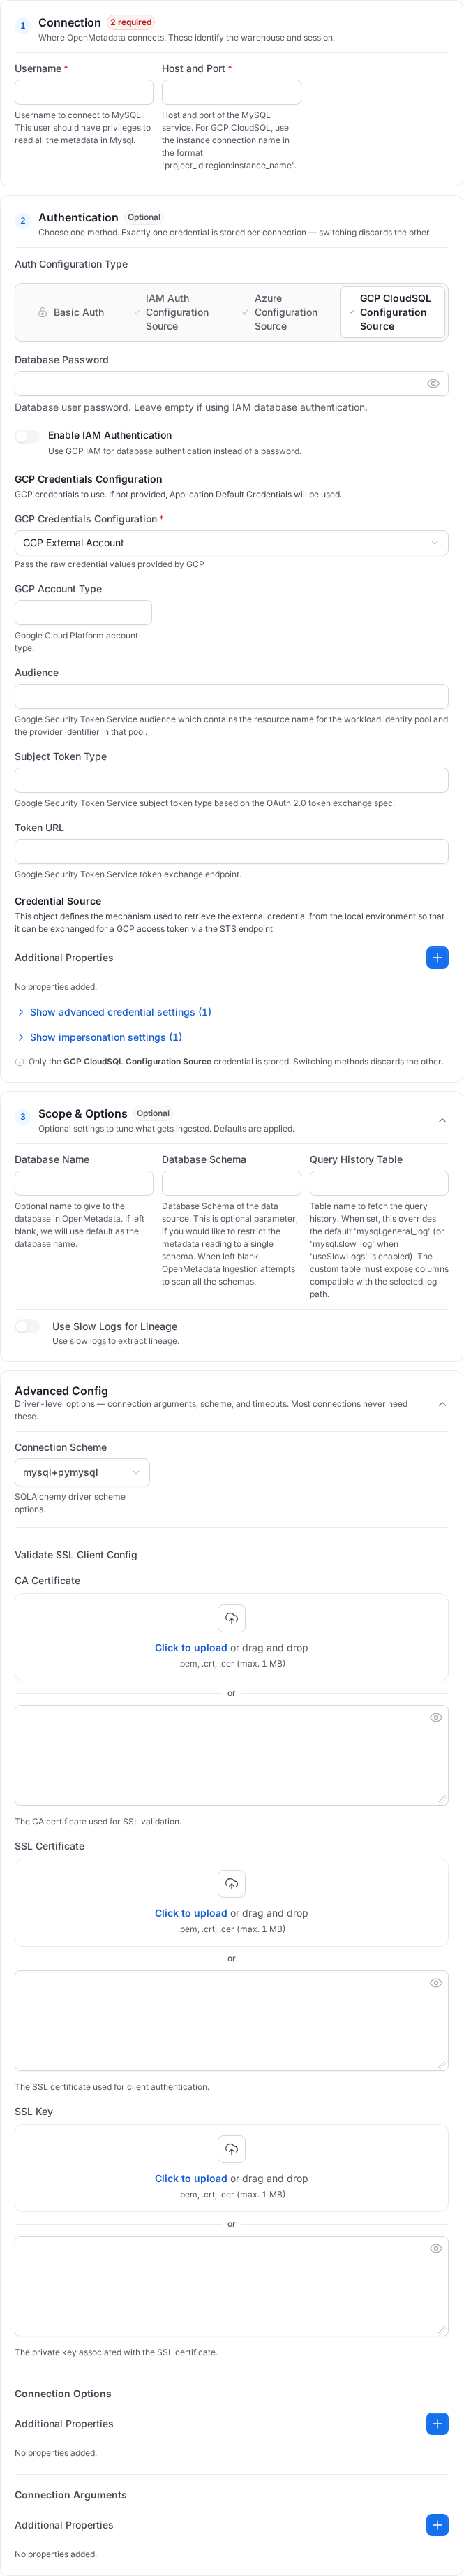 1 Connection 2 required
Where OpenMetadata connects. These identify the warehouse and session.
Username * Host and Port *
Username to connect to MySQL.
This user should have privileges to
read all the metadata in Mysql.
Host and port of the MySQL
service. For GCP CloudSQL, use
the instance connection name in
the format
'project_id:region:instance_name'.
2 Authentication Optional
Choose one method. Exactly one credential is stored per connection — switching discards the other.
Auth Configuration Type
Basic Auth
IAM Auth
Configuration
Source
Azure
Configuration
Source
GCP CloudSQL
Configuration
Source
Database Password
Database user password. Leave empty if using IAM database authentication.
Enable IAM Authentication
Use GCP IAM for database authentication instead of a password.
GCP Credentials Configuration
GCP credentials to use. If not provided, Application Default Credentials will be used.
GCP Credentials Configuration *
GCP External Account
Pass the raw credential values provided by GCP
GCP Account Type
Google Cloud Platform account
type.
Audience
Google Security Token Service audience which contains the resource name for the workload identity pool and
the provider identifier in that pool.
Subject Token Type
Google Security Token Service subject token type based on the OAuth 2.0 token exchange spec.
Token URL
Google Security Token Service token exchange endpoint.
Credential Source
This object defines the mechanism used to retrieve the external credential from the local environment so that
it can be exchanged for a GCP access token via the STS endpoint
Additional Properties
No properties added.
Show advanced credential settings (1)
Show impersonation settings (1)
Only the GCP CloudSQL Configuration Source credential is stored. Switching methods discards the other.
3 Scope & Options Optional
Optional settings to tune what gets ingested. Defaults are applied.
Database Name Database Schema Query History Table
Optional name to give to the
database in OpenMetadata. If left
blank, we will use default as the
database name.
Database Schema of the data
source. This is optional parameter,
if you would like to restrict the
metadata reading to a single
schema. When left blank,
OpenMetadata Ingestion attempts
to scan all the schemas.
Table name to fetch the query
history. When set, this overrides
the default 'mysql.general_log' (or
'mysql.slow_log' when
'useSlowLogs' is enabled). The
custom table must expose columns
compatible with the selected log
path.
Use Slow Logs for Lineage
Use slow logs to extract lineage.
Advanced Config
Driver-level options — connection arguments, scheme, and timeouts. Most connections never need
these.
Connection Scheme
mysql+pymysql
SQLAlchemy driver scheme
options.
Validate SSL Client Config
CA Certificate
Click to upload or drag and drop
.pem, .crt, .cer (max. 1 MB)
or
The CA certificate used for SSL validation.
SSL Certificate
Click to upload or drag and drop
.pem, .crt, .cer (max. 1 MB)
or
The SSL certificate used for client authentication.
SSL Key
Click to upload or drag and drop
.pem, .crt, .cer (max. 1 MB)
or
The private key associated with the SSL certificate.
Connection Options
Additional Properties
No properties added.
Connection Arguments
Additional Properties
No properties added.